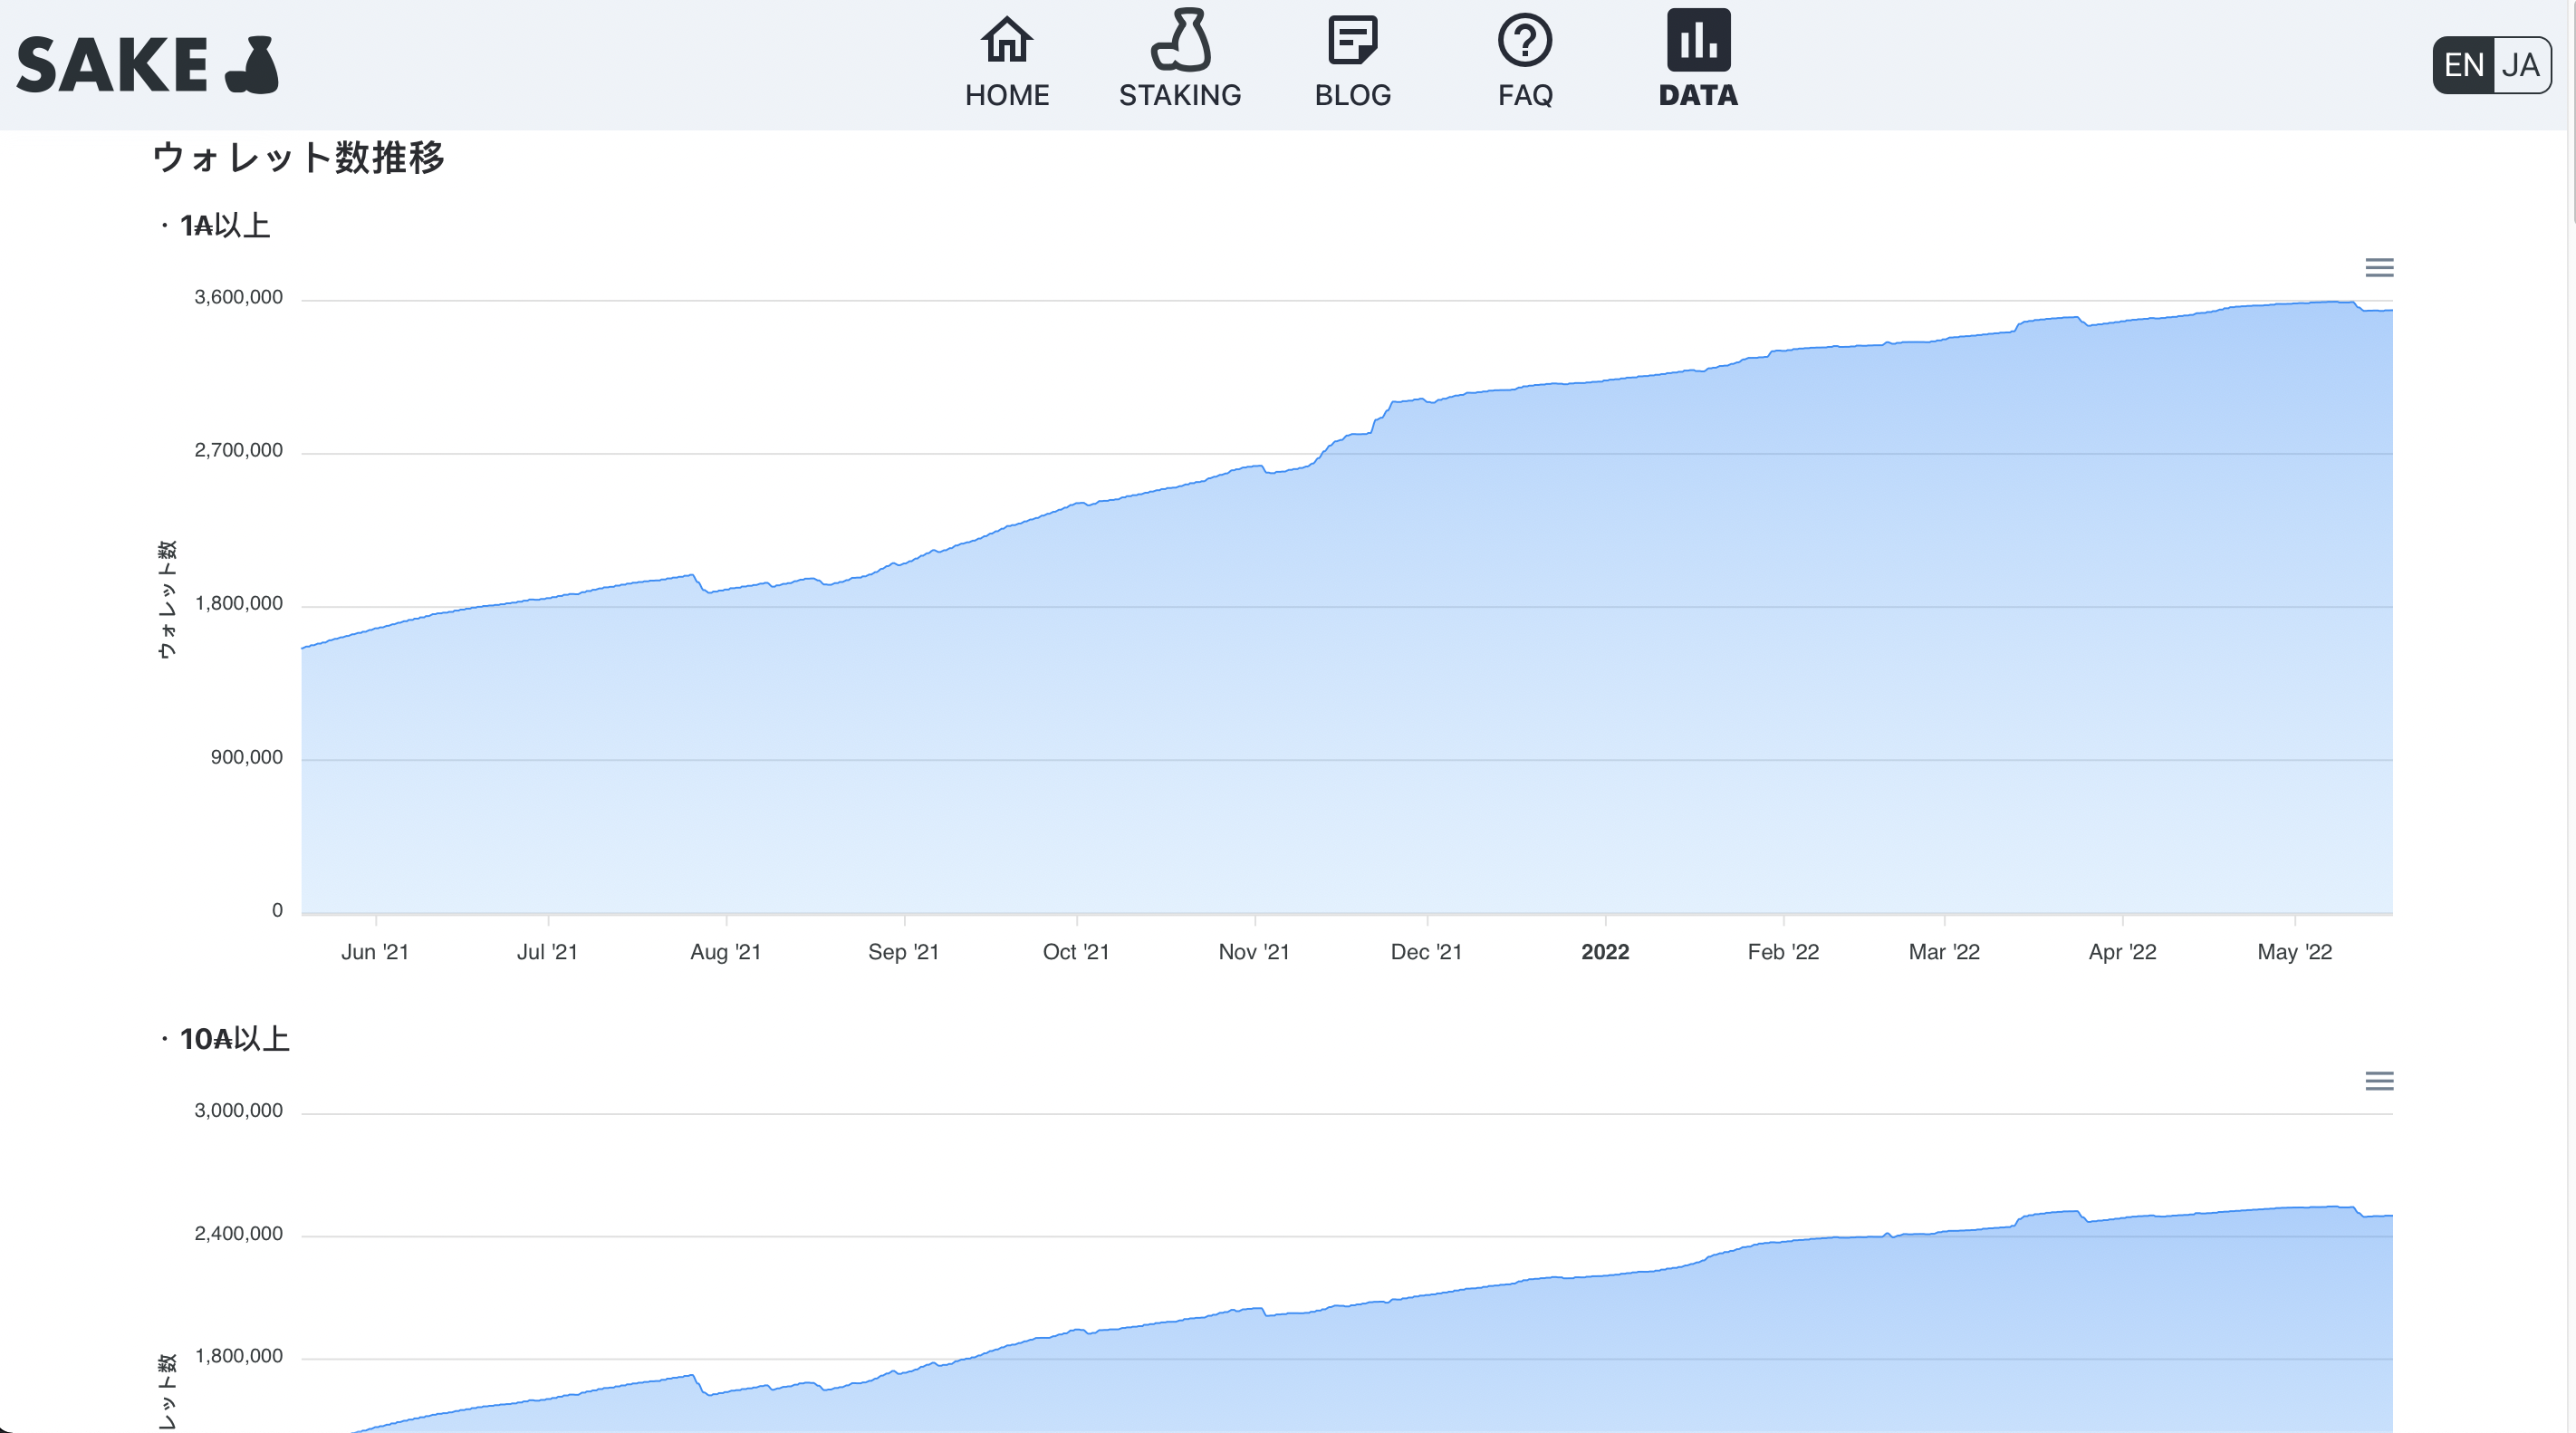 SAKE
HOME
STAKING
BLOG
FAQ
DATA
EN JA
ウォレット数推移
・1₳以上
3,600,000
2,700,000
1,800,000
900,000
0
ウォレット数
Jun '21
Jul '21
Aug '21
Sep '21
Oct '21
Nov '21
Dec '21
2022
Feb '22
Mar '22
Apr '22
May '22
・10₳以上
3,000,000
2,400,000
1,800,000
レット数